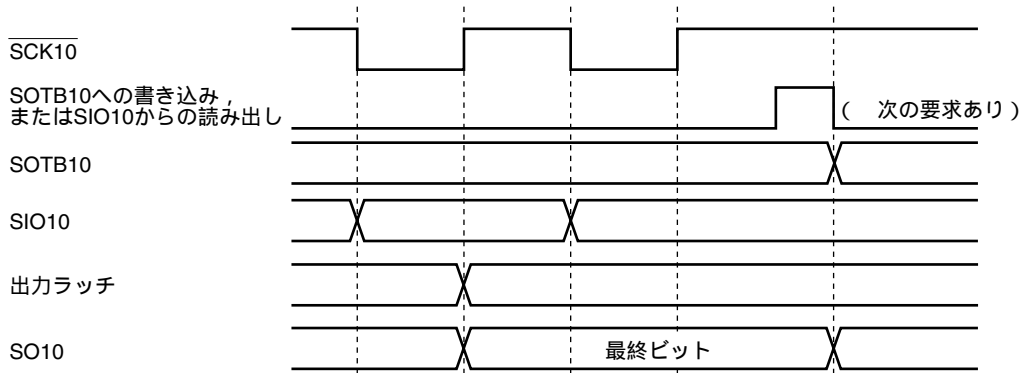 SCK10
SOTB10への書き込み，
またはSIO10からの読み出し
(　次の要求あり)
SOTB10
SIO10
出力ラッチ
SO10
最終ビット